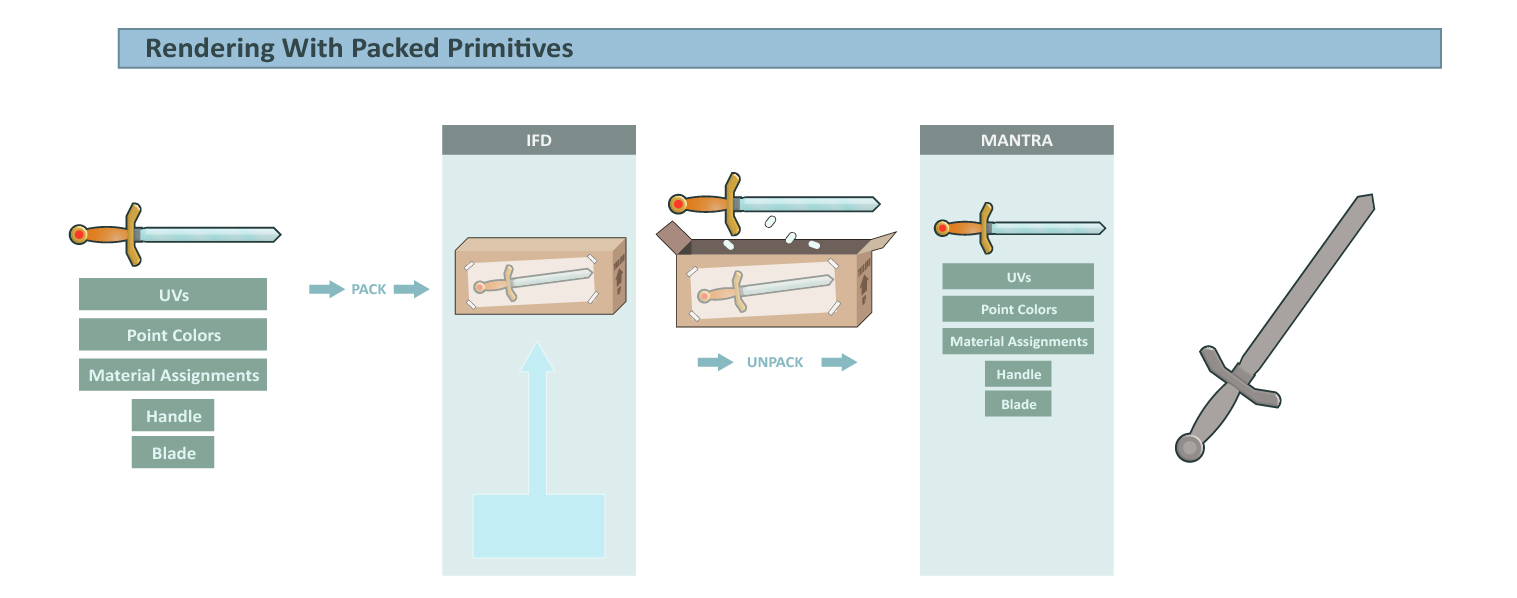 Rendering With Packed Primitives
UVs
Point Colors
Material Assignments
Handle
Blade
PACK
IFD
UNPACK
MANTRA
UVs
Point Colors
Material Assignments
Handle
Blade